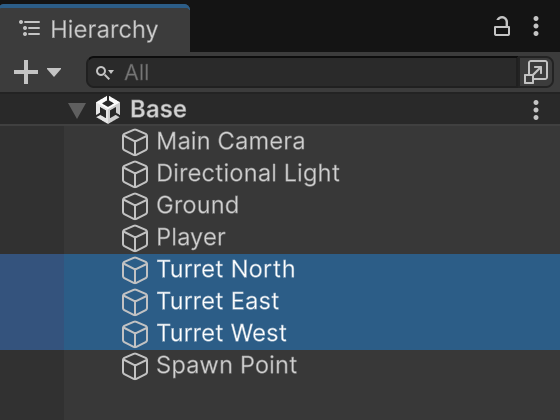 Hierarchy
All
Base
Main Camera
Directional Light
Ground
Player
Turret North
Turret East
Turret West
Spawn Point